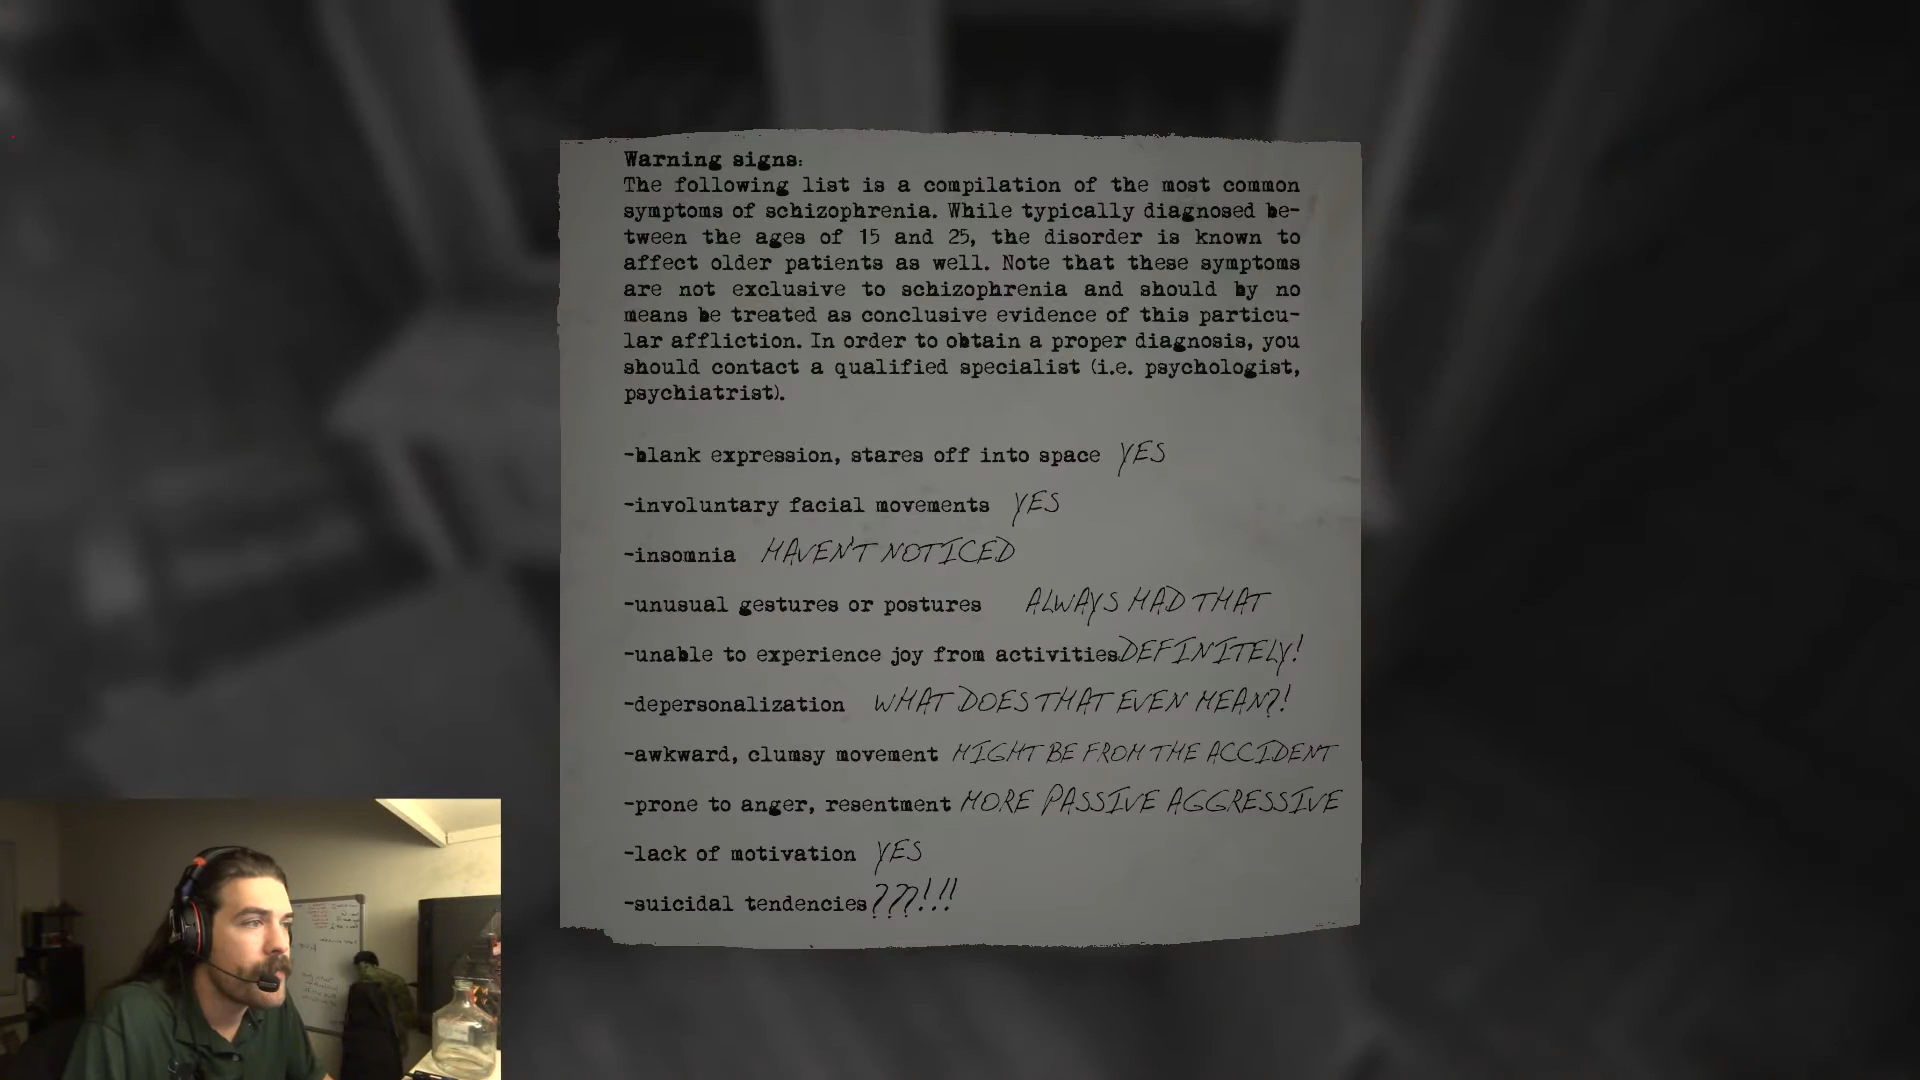 Warning signs:
The following list is a compilation of the most common
symptoms of schizophrenia. While typically diagnosed be-
tween the ages of 15 and 25, the disorder is known to
affect older patients as well. Note that these symptoms
are not exclusive to schizophrenia and should by no
means be treated as conclusive evidence of this particu-
lar affliction. In order to obtain a proper diagnosis, you
should contact a qualified specialist (i.e. psychologist,
psychiatrist).
-blank expression, stares off into space YES
-involuntary facial movements YES
-insomnia HAVEN'T NOTICED
-unusual gestures or postures ALWAYS HAD THAT
-unable to experience joy from activities DEFINITELY!
-depersonalization WHAT DOES THAT EVEN MEAN?!
-awkward, clumsy movement MIGHT BE FROM THE ACCIDENT
-prone to anger, resentment MORE PASSIVE AGGRESSIVE
-lack of motivation YES
-suicidal tendencies ???!!!